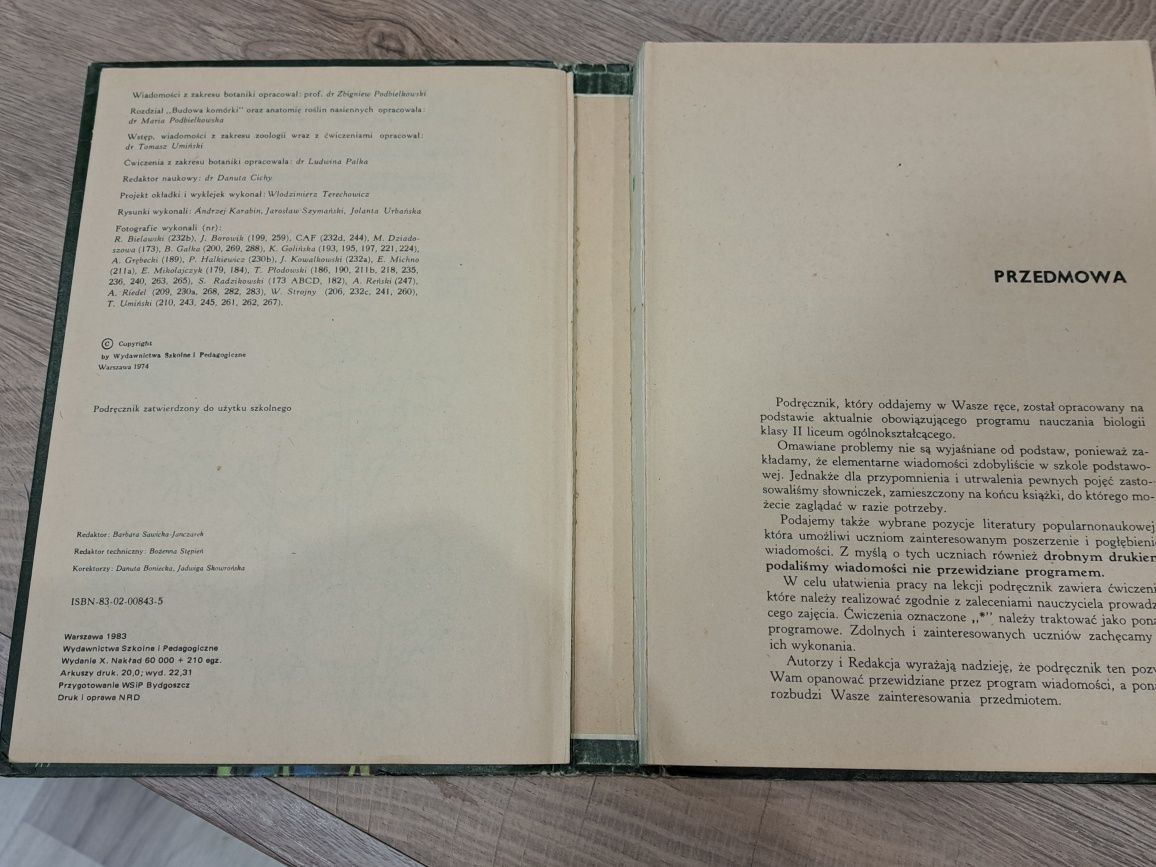 Wiadomości z zakresu botaniki opracował: prof. dr Zbigniew Podbielkowski
Rozdział „Budowa komórki" oraz anatomię roślin nasiennych opracowała:
dr Maria Podbielkowska
Wstęp, wiadomości z zakresu zoologii wraz z ćwiczeniami opracował:
dr Tomasz Umiński
Ćwiczenia z zakresu botaniki opracowała: dr Ludwina Pałka
Redaktor naukowy: dr Danuta Cichy
Projekt okładki i wyklejek wykonał: Włodzimierz Terechowicz
Rysunki wykonali: Andrzej Karabin, Jarosław Szymański, Jolanta Urbańska
Fotografie wykonali (nr):
R. Bielawski (232b), J. Borowik (199, 259), CAF (232d, 244), M. Dziado-
szowa (173), B. Gałka (200, 269, 288), K. Golińska (193, 195, 197, 221, 224),
A. Grębecki (189), P. Halkiewicz (230b), J. Kowalkowski (232a), E. Michno
(211a), E. Mikołajczyk (179, 184), T. Płodowski (186, 190, 211b, 218, 235,
236, 240, 263, 265), S. Radzikowski (173 ABCD, 182), A. Reński (247),
A. Riedel (209, 230a, 268, 282, 283), W. Strojny (206, 232c, 241, 260),
T. Umiński (210, 243, 245, 261, 262, 267).
© Copyright
by Wydawnictwa Szkolne i Pedagogiczne
Warszawa 1974
Podręcznik zatwierdzony do użytku szkolnego
Redaktor: Barbara Sawicka-Janczarek
Redaktor techniczny: Bożenna Stępień
Korektorzy: Danuta Boniecka, Jadwiga Skowrońska
ISBN-83-02-00843-5
Warszawa 1983
Wydawnictwa Szkolne i Pedagogiczne
Wydanie X. Nakład 60 000 + 210 egz.
Arkuszy druk. 20,0; wyd. 22,31
Przygotowanie WSiP Bydgoszcz
Druk i oprawa NRD
PRZEDMOWA
Podręcznik, który oddajemy w Wasze ręce, został opracowany na
podstawie aktualnie obowiązującego programu nauczania biologii
klasy II liceum ogólnokształcącego.
Omawiane problemy nie są wyjaśniane od podstaw, ponieważ za-
kładamy, że elementarne wiadomości zdobyliście w szkole podstawo-
wej. Jednakże dla przypomnienia i utrwalenia pewnych pojęć zasto-
sowaliśmy słowniczek, zamieszczony na końcu książki, do którego mo-
żecie zaglądać w razie potrzeby.
Podajemy także wybrane pozycje literatury popularnonaukowej,
która umożliwi uczniom zainteresowanym poszerzenie i pogłębieni
wiadomości. Z myślą o tych uczniach również drobnym drukiem
podaliśmy wiadomości nie przewidziane programem.
W celu ułatwienia pracy na lekcji podręcznik zawiera ćwiczeni
które należy realizować zgodnie z zaleceniami nauczyciela prowadz
cego zajęcia. Ćwiczenia oznaczone „*" należy traktować jako pona
programowe. Zdolnych i zainteresowanych uczniów zachęcamy
ich wykonania.
Autorzy i Redakcja wyrażają nadzieję, że podręcznik ten pozw
Wam opanować przewidziane przez program wiadomości, a pona
rozbudzi Wasze zainteresowania przedmiotem.